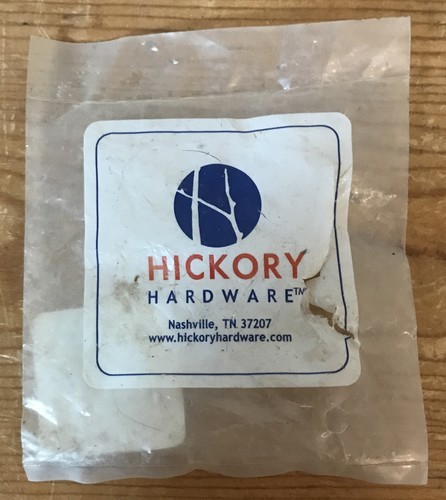 HICKORY
HARDWARE™
Nashville, TN 37207
www.hickoryhardware.com